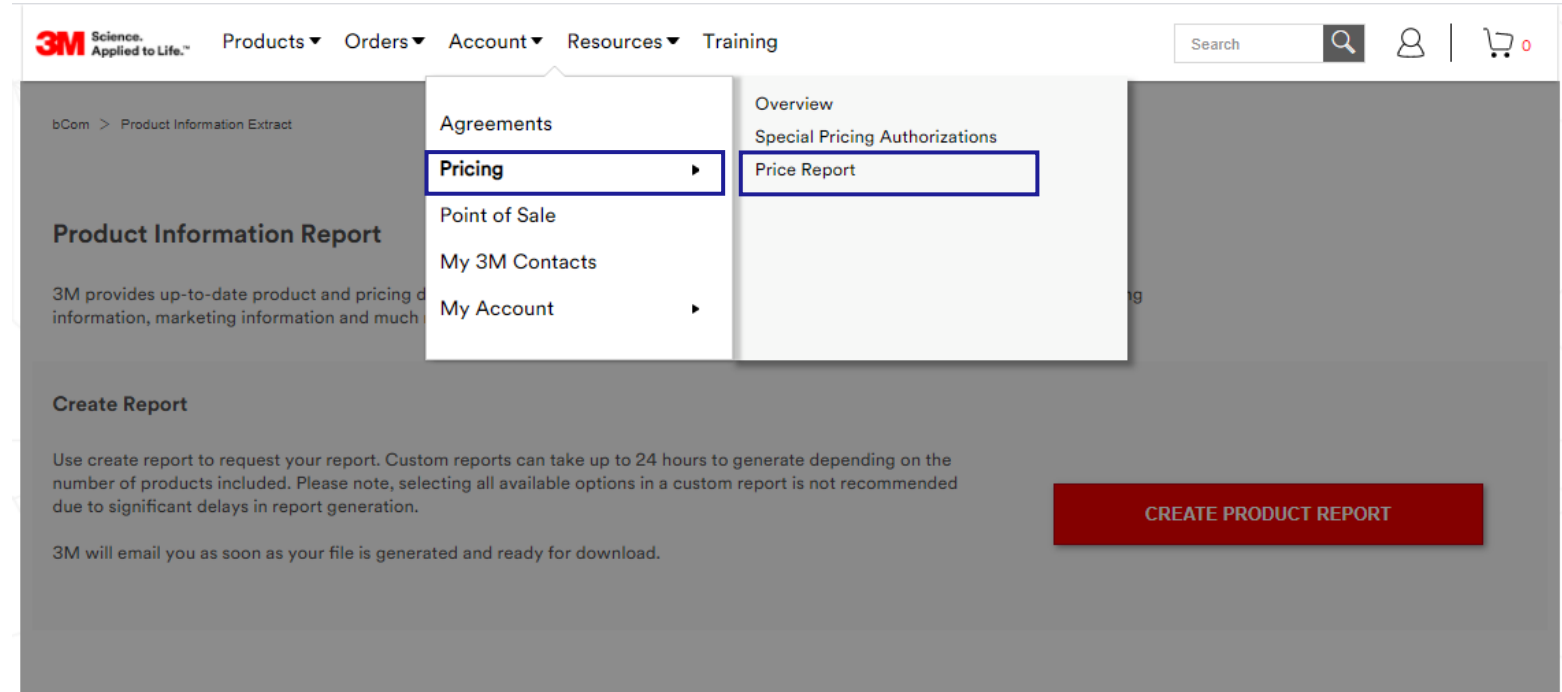 3M Science.
Applied to Life.™
Products Orders Account Resources Training
Search
0
bCom > Product Information Extract
Agreements
Pricing
Point of Sale
My 3M Contacts
My Account
Overview
Special Pricing Authorizations
Price Report
Product Information Report
3M provides up-to-date product and pricing
information, marketing information and much
Create Report
Use create report to request your report. Custom reports can take up to 24 hours to generate depending on the
number of products included. Please note, selecting all available options in a custom report is not recommended
due to significant delays in report generation.
3M will email you as soon as your file is generated and ready for download.
CREATE PRODUCT REPORT